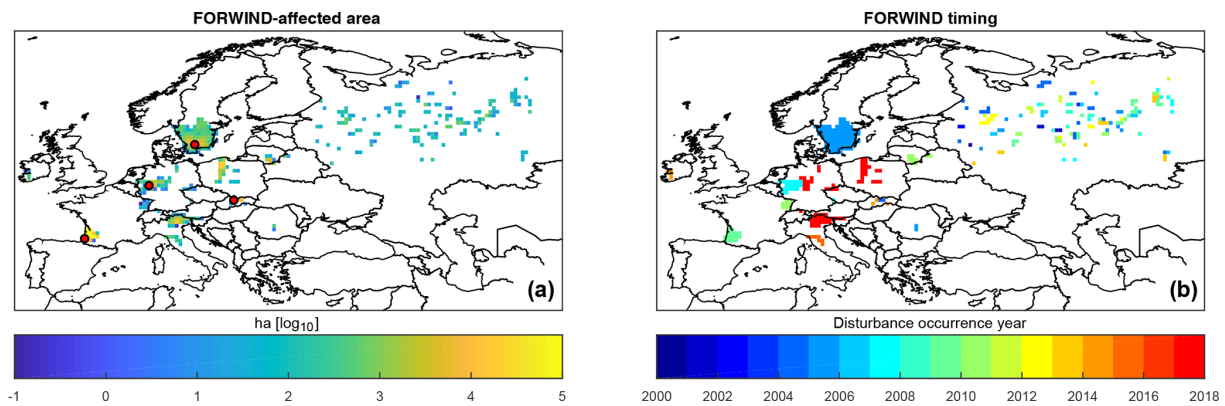 FORWIND-affected area
FORWIND timing
(a)
(b)
ha [log10]
Disturbance occurrence year
-1 0 1 2 3 4 5
2000 2002 2004 2006 2008 2010 2012 2014 2016 2018